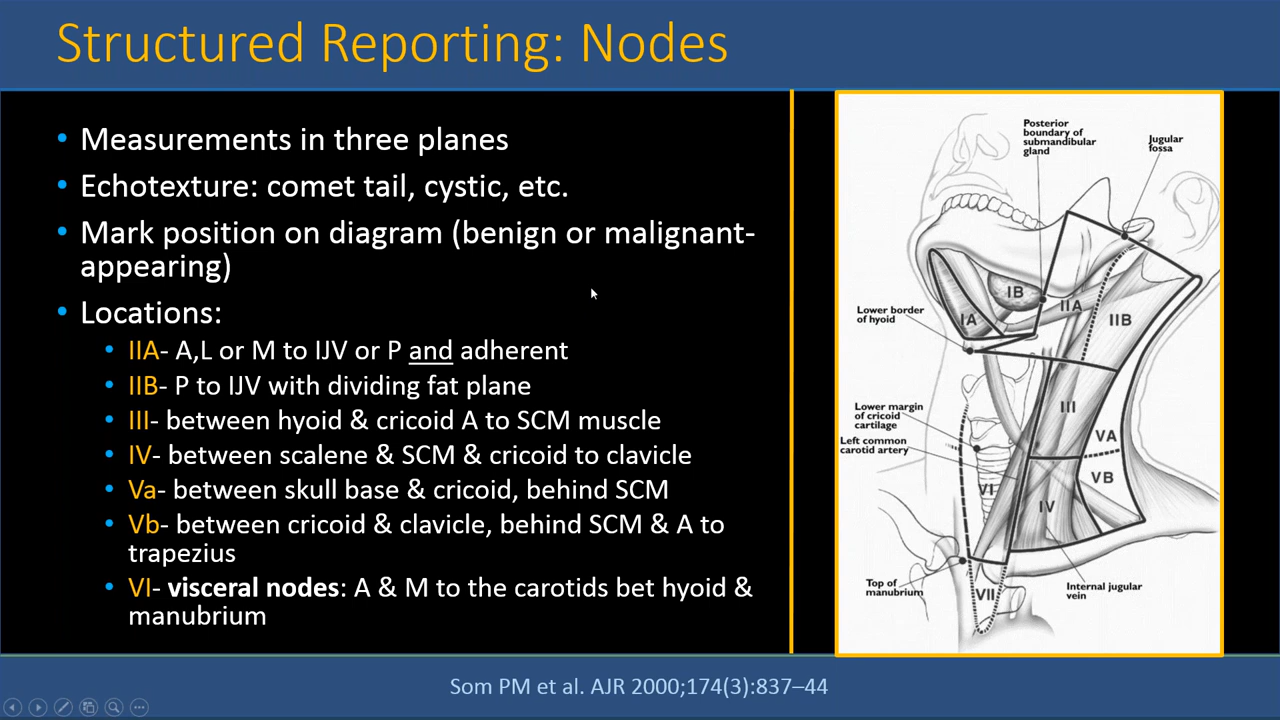 Structured Reporting: Nodes
• Measurements in three planes
• Echotexture: comet tail, cystic, etc.
• Mark position on diagram (benign or malignant-
appearing)
• Locations:
• IIA- A,L or M to IJV or P and adherent
• IIB- P to IJV with dividing fat plane
• III- between hyoid & cricoid A to SCM muscle
• IV- between scalene & SCM & cricoid to clavicle
• Va- between skull base & cricoid, behind SCM
• Vb- between cricoid & clavicle, behind SCM & A to
trapezius
• VI- visceral nodes: A & M to the carotids bet hyoid &
manubrium
Posterior
boundary of
submandibular
gland
Jugular
fossa
IB
IIA
IA
IIB
Lower border
of hyoid
III
Lower margin
of cricoid
cartilage
Left common
carotid artery
VA
VB
VI
IV
Top of
manubrium
VII
Internal jugular
vein
Som PM et al. AJR 2000;174(3):837–44